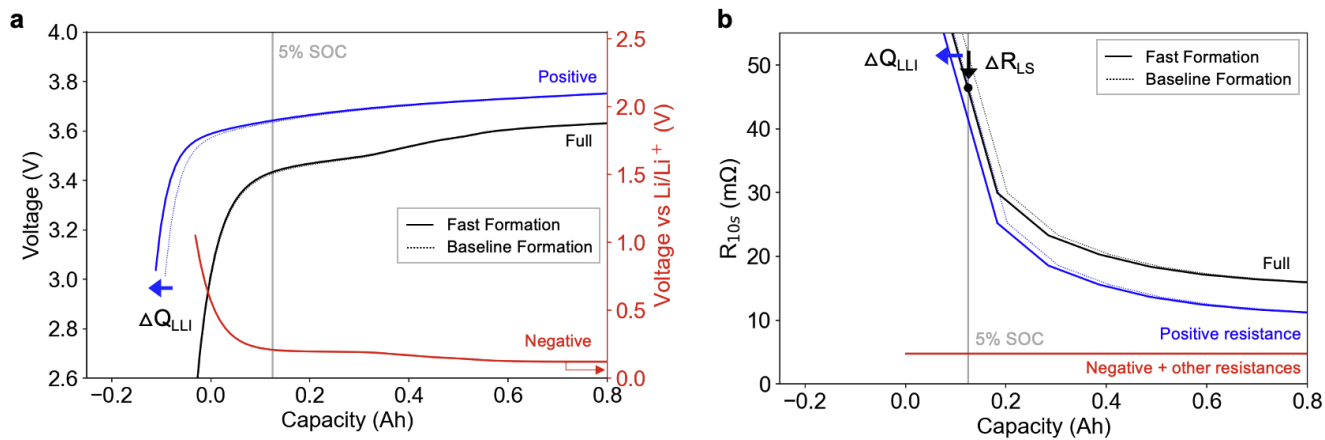 a
4.0
3.8
3.6
3.4
3.2
3.0
2.8
2.6
Voltage (V)
5% SOC
Positive
Full
Fast Formation
Baseline Formation
ΔQLLI
Negative
−0.2
0.0
0.2
0.4
0.6
0.8
Capacity (Ah)
2.5
2.0
1.5
1.0
0.5
0.0
Voltage vs Li/Li+ (V)
b
50
40
30
20
10
0
R10s (mΩ)
ΔQLLI
ΔRLS
Fast Formation
Baseline Formation
Full
Positive resistance
5% SOC
Negative + other resistances
−0.2
0.0
0.2
0.4
0.6
0.8
Capacity (Ah)